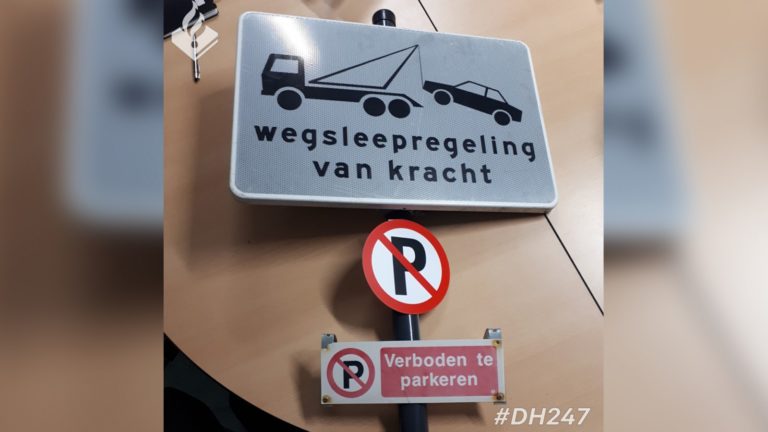 wegsleepregeling
van kracht
P
P
Verboden te
parkeren
#DH247